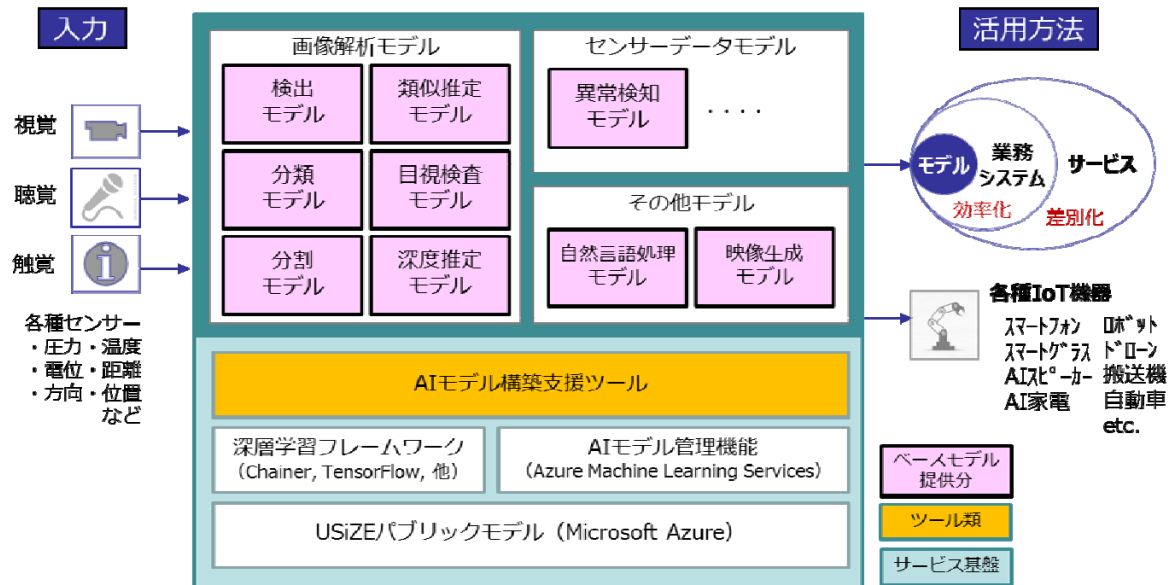 入力
視覚
聴覚
触覚
各種センサー
・圧力・温度
・電位・距離
・方向・位置
など
画像解析モデル
検出
モデル
類似推定
モデル
分類
モデル
目視検査
モデル
分割
モデル
深度推定
モデル
センサーデータモデル
異常検知
モデル
・・・・
その他モデル
自然言語処理
モデル
映像生成
モデル
AIモデル構築支援ツール
深層学習フレームワーク
（Chainer, TensorFlow, 他）
AIモデル管理機能
（Azure Machine Learning Services）
USiZEパブリックモデル（Microsoft Azure）
活用方法
モデル
業務
システム
効率化
サービス
差別化
各種IoT機器
ｽﾏｰﾄﾌｫﾝ ﾛﾎﾞｯﾄ
ｽﾏｰﾄｸﾞﾗｽ ﾄﾞﾛｰﾝ
AIｽﾋﾟｰｶｰ 搬送機
AI家電 自動車
etc.
ベースモデル
提供分
ツール類
サービス基盤